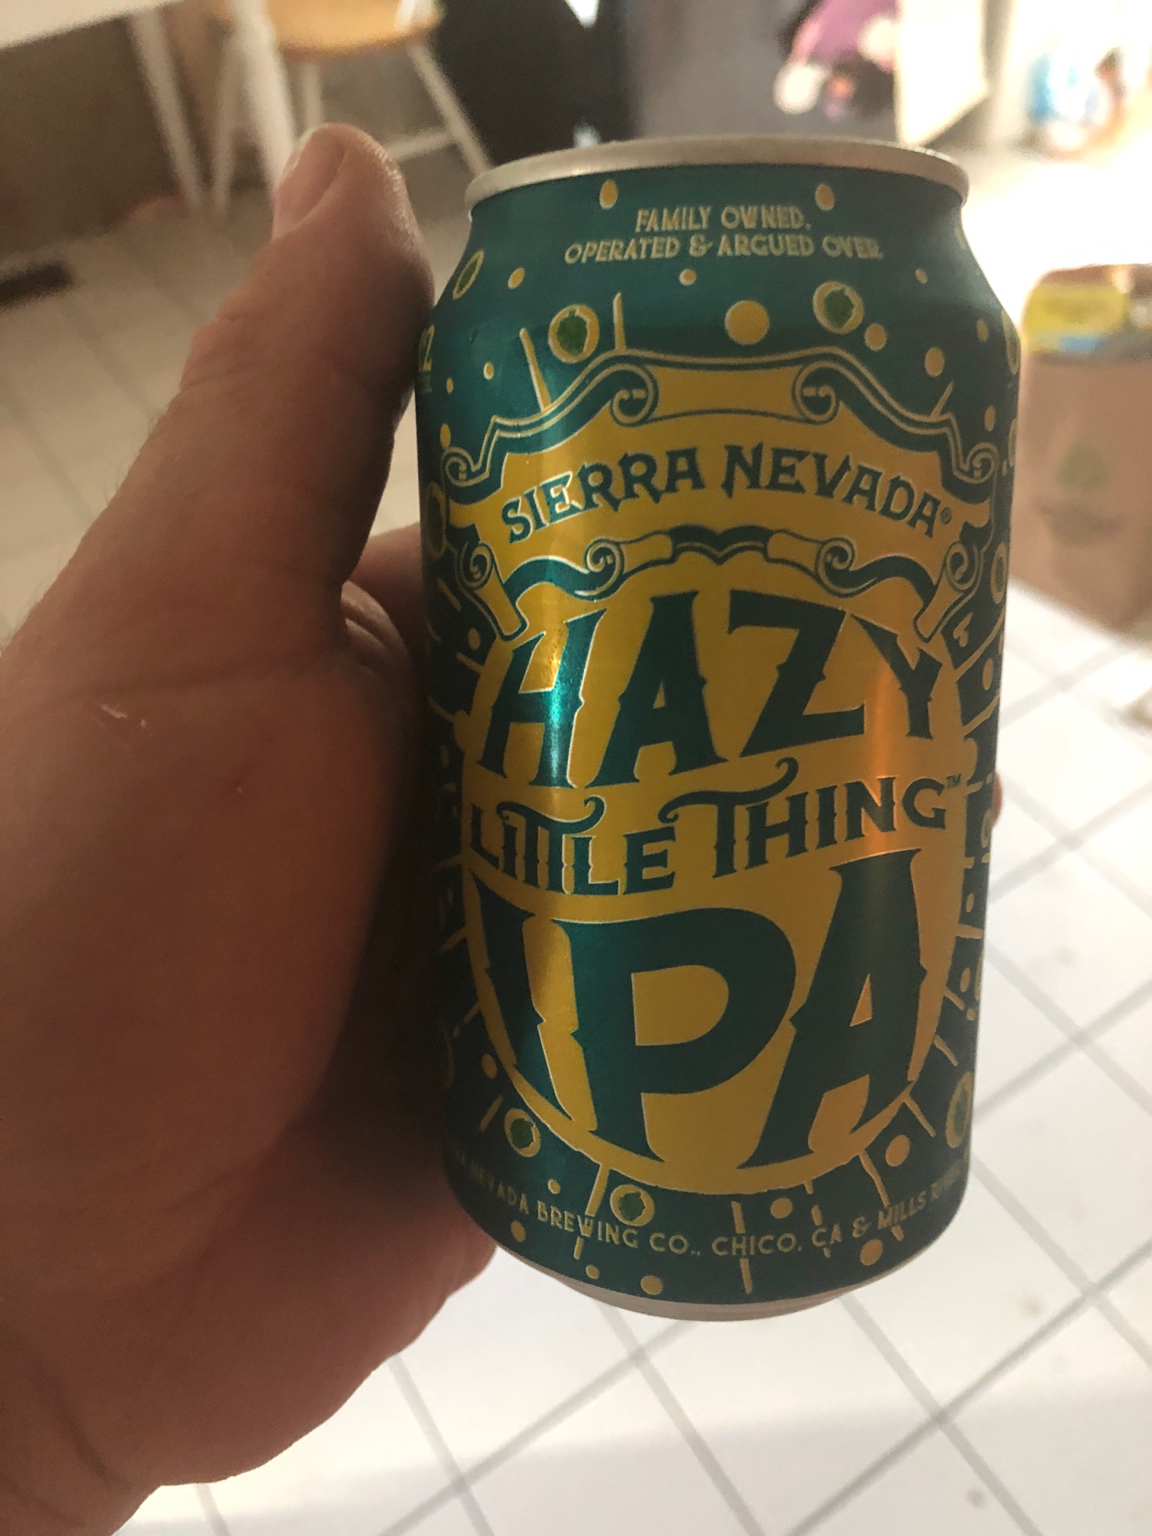 FAMILY OWNED,
OPERATED & ARGUED OVER
SIERRA NEVADA®
HAZY
LITTLE THING™
IPA
NEVADA BREWING CO., CHICO, CA & MILLS